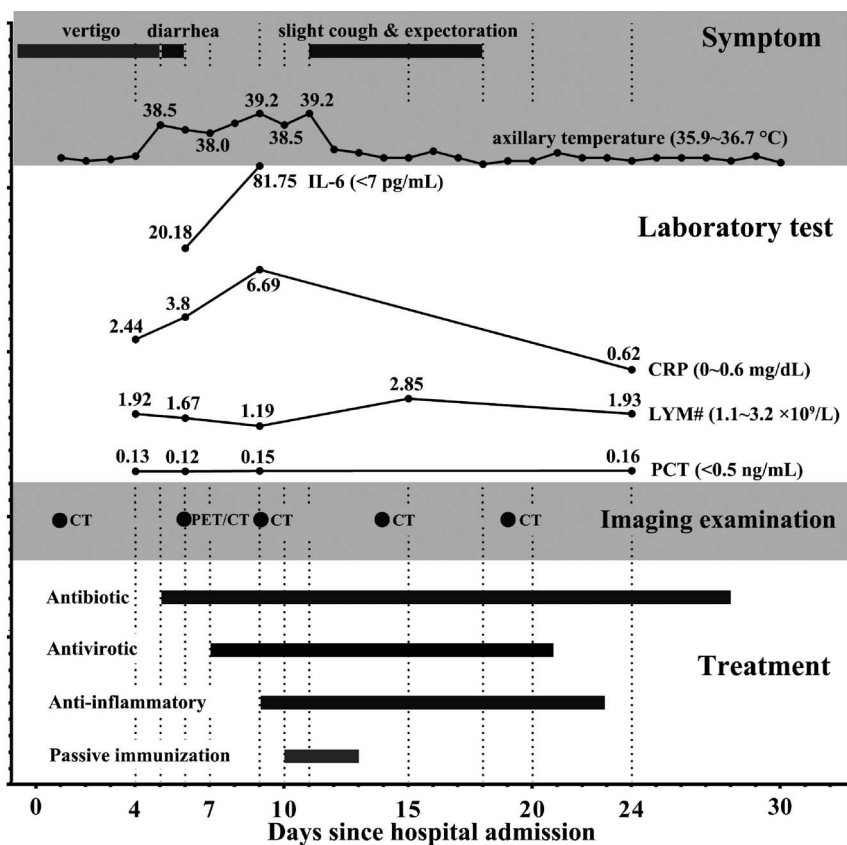 vertigo diarrhea slight cough & expectoration Symptom
38.5 39.2 39.2
38.0 38.5 axillary temperature (35.9~36.7 °C)
81.75 IL-6 (<7 pg/mL)
20.18 Laboratory test
6.69
3.8
2.44 0.62
CRP (0~0.6 mg/dL)
1.92 1.67 1.19 2.85 1.93
LYM# (1.1~3.2 ×10⁹/L)
0.13 0.12 0.15 0.16
PCT (<0.5 ng/mL)
CT PET/CT CT CT CT Imaging examination
Antibiotic
Antivirotic
Treatment
Anti-inflammatory
Passive immunization
0 4 7 10 15 20 24 30
Days since hospital admission